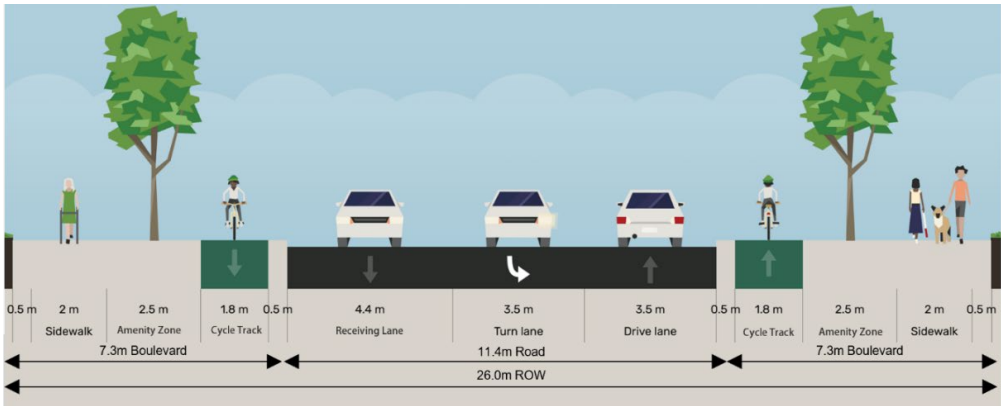 0.5 m 2 m 2.5 m 1.8 m 0.5 m 4.4 m 3.5 m 3.5 m 0.5 m 1.8 m 2.5 m 2 m 0.5 m
Sidewalk Amenity Zone Cycle Track Receiving Lane Turn lane Drive lane Cycle Track Amenity Zone Sidewalk
7.3m Boulevard 11.4m Road 7.3m Boulevard
26.0m ROW